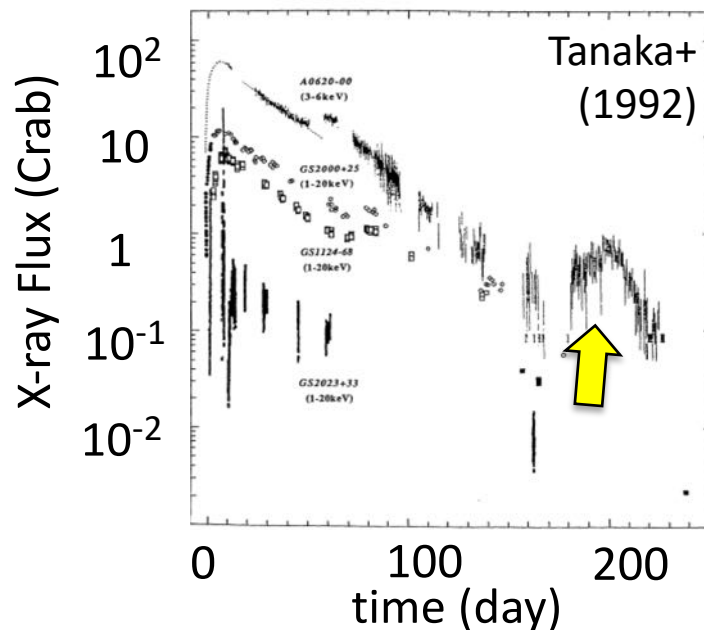 Tanaka+
(1992)
X-ray Flux (Crab)
10²
10
1
10⁻¹
10⁻²
A0620-00
(3-6keV)
GS2000+25
(1-20keV)
GS1124-68
(1-20keV)
GS2023+33
(1-20keV)
0
100
200
time (day)